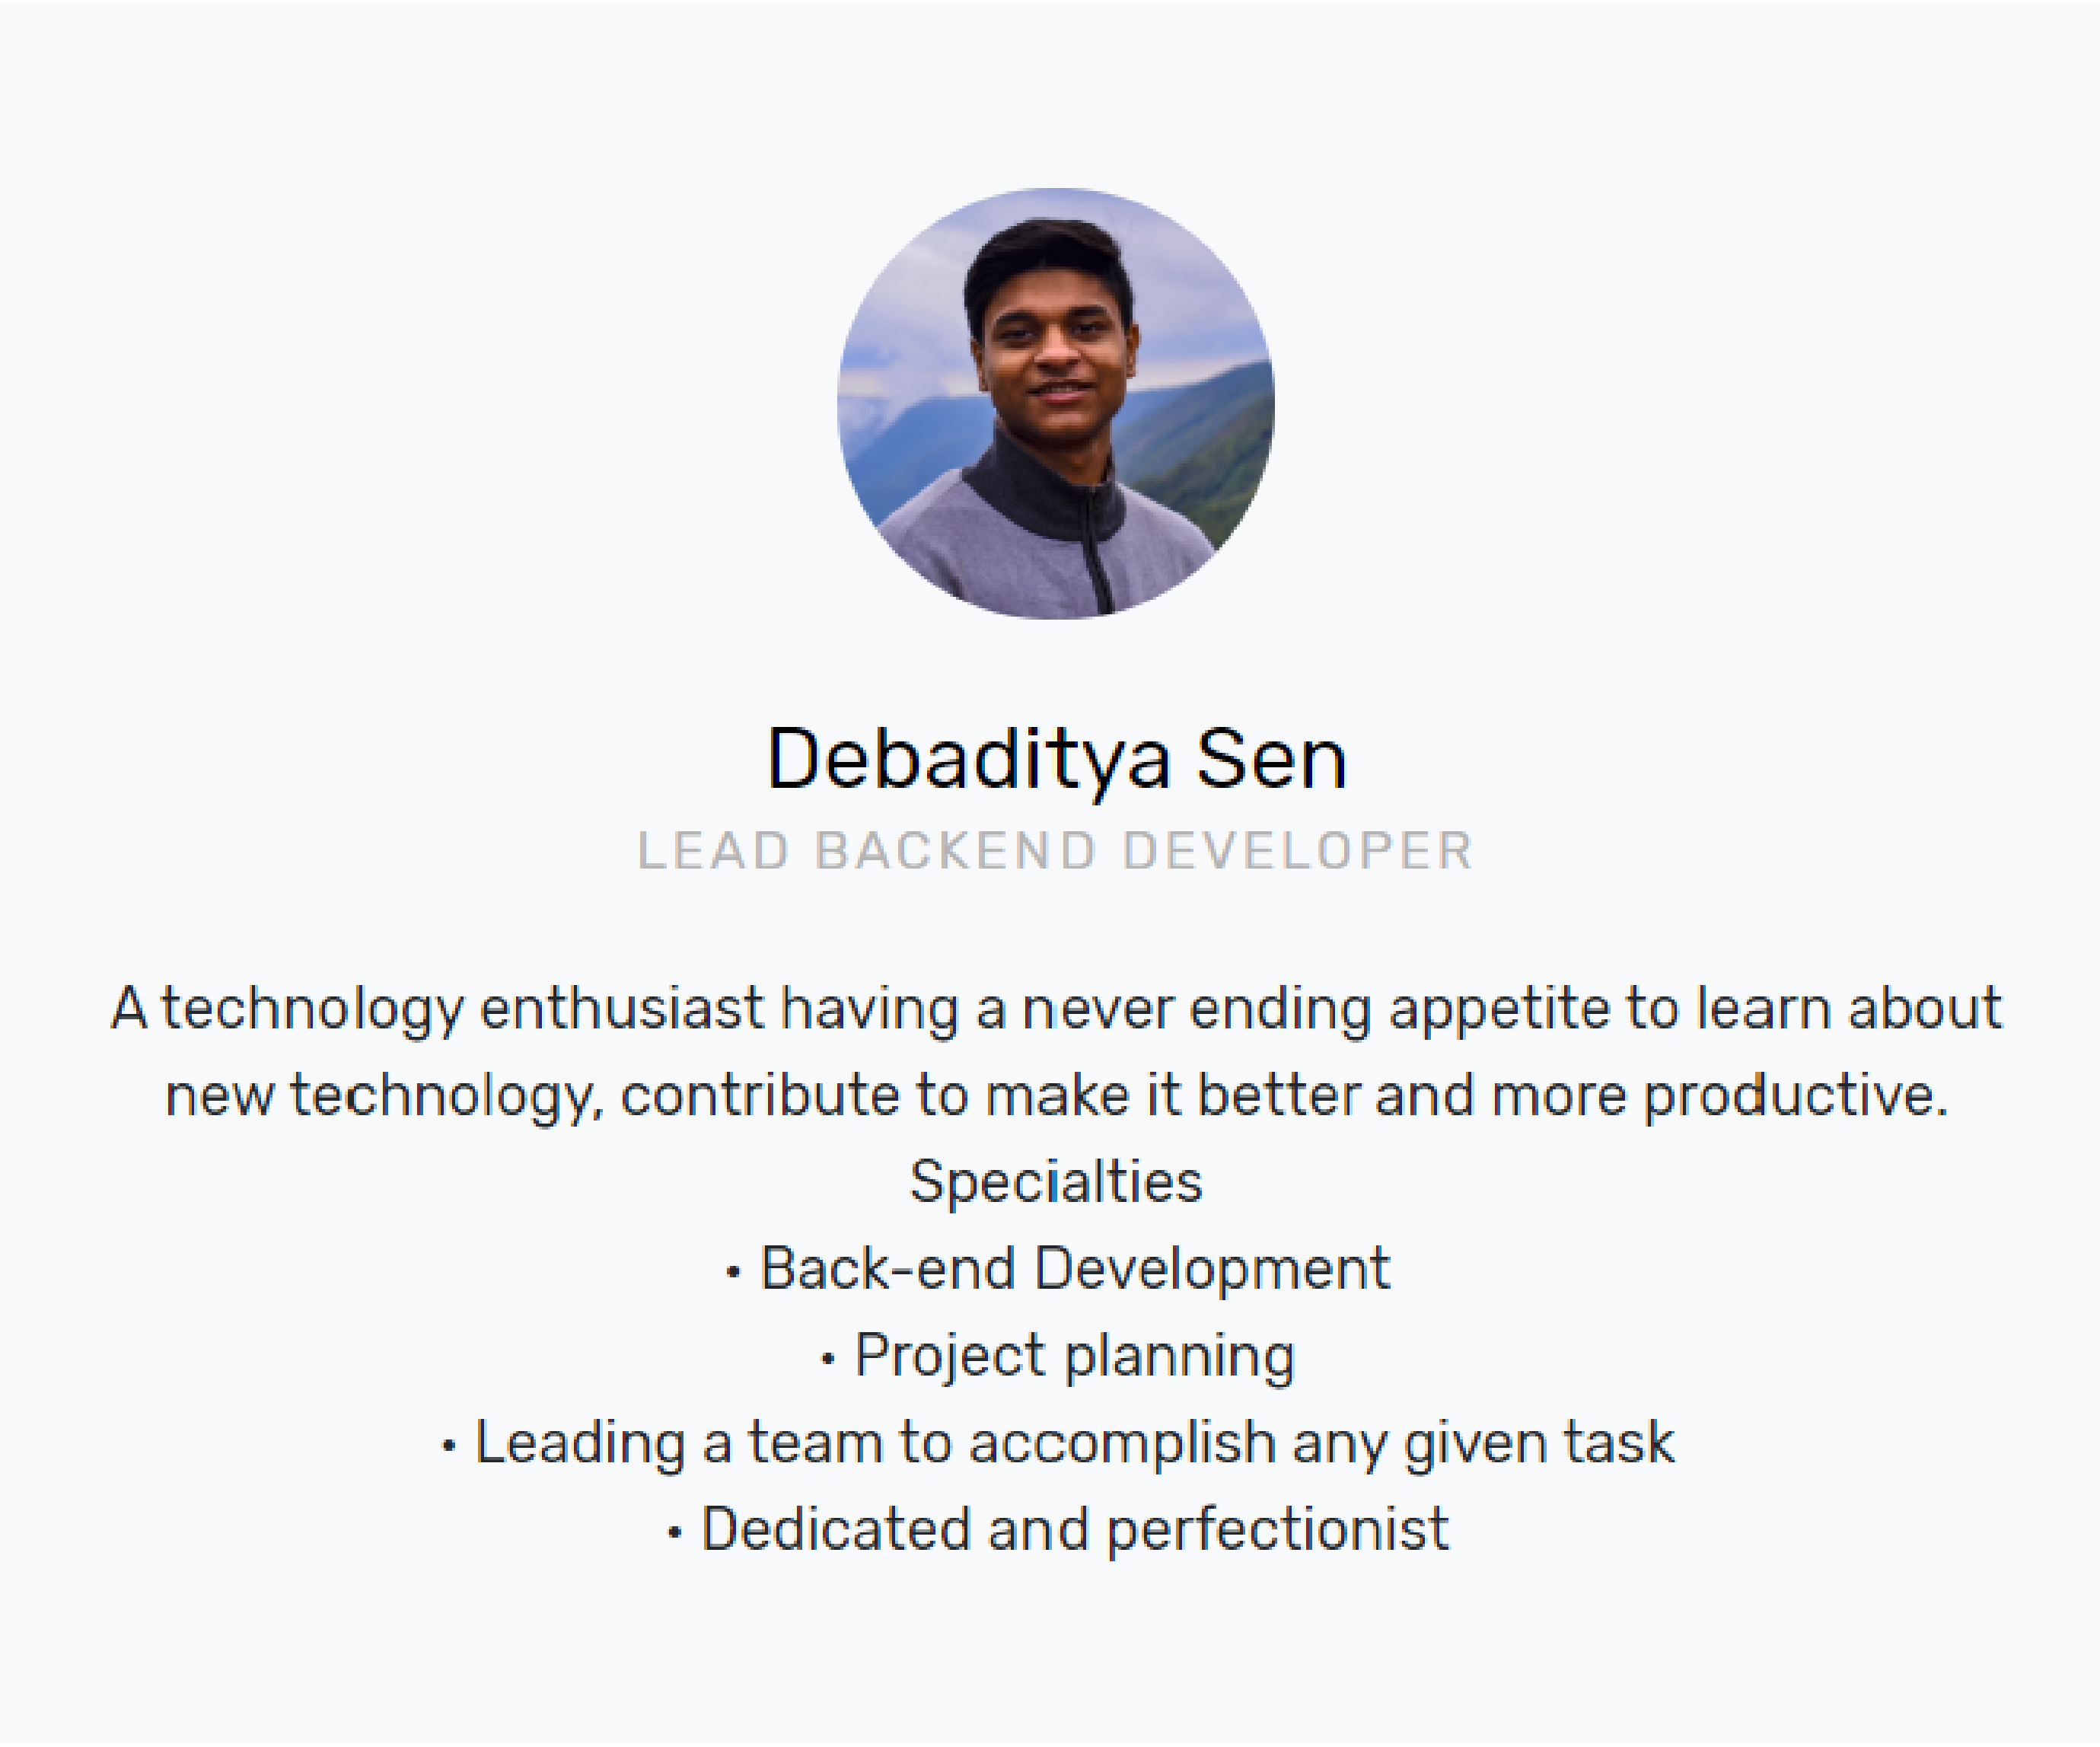 Debaditya Sen
LEAD BACKEND DEVELOPER
A technology enthusiast having a never ending appetite to learn about
new technology, contribute to make it better and more productive.
Specialties
• Back-end Development
• Project planning
• Leading a team to accomplish any given task
• Dedicated and perfectionist